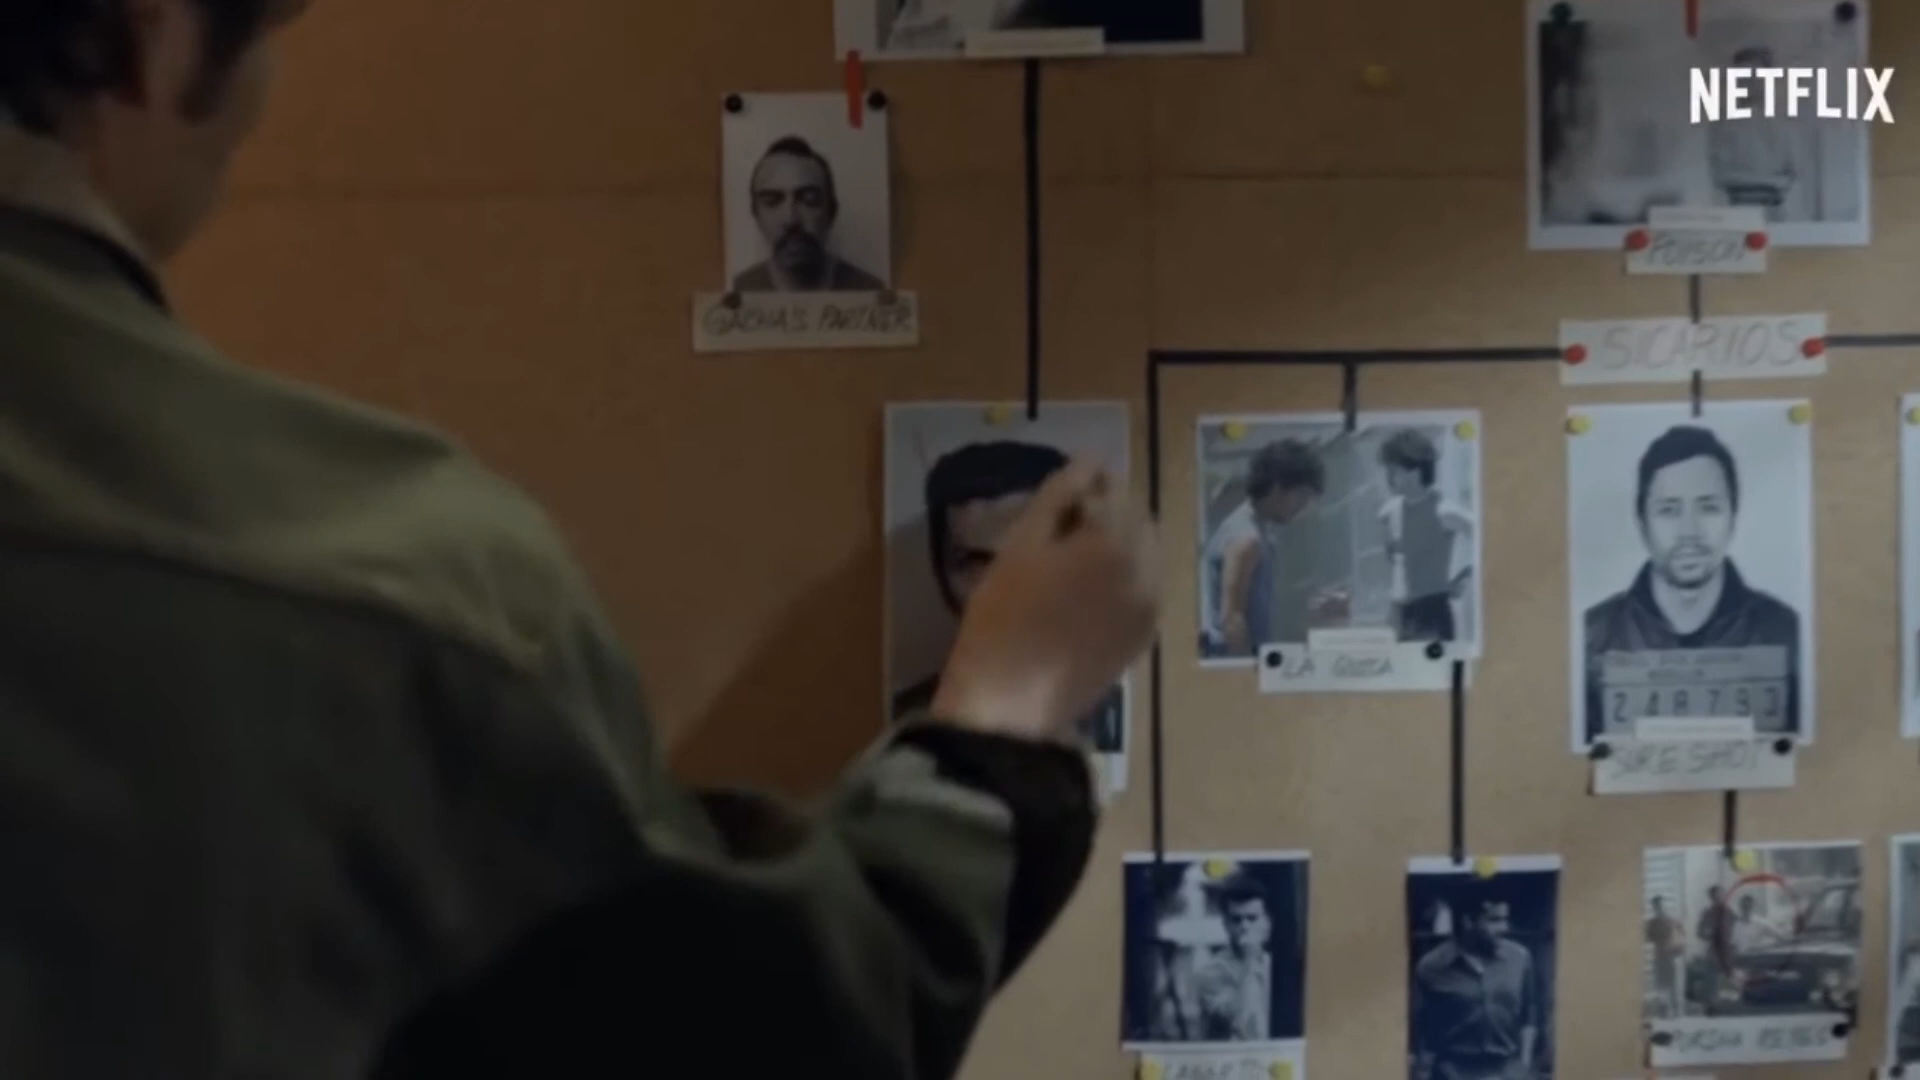 NETFLIX
POISON
GACHA'S PARTNER
SICARIOS
LA QUICA
248793
SURE SHOT